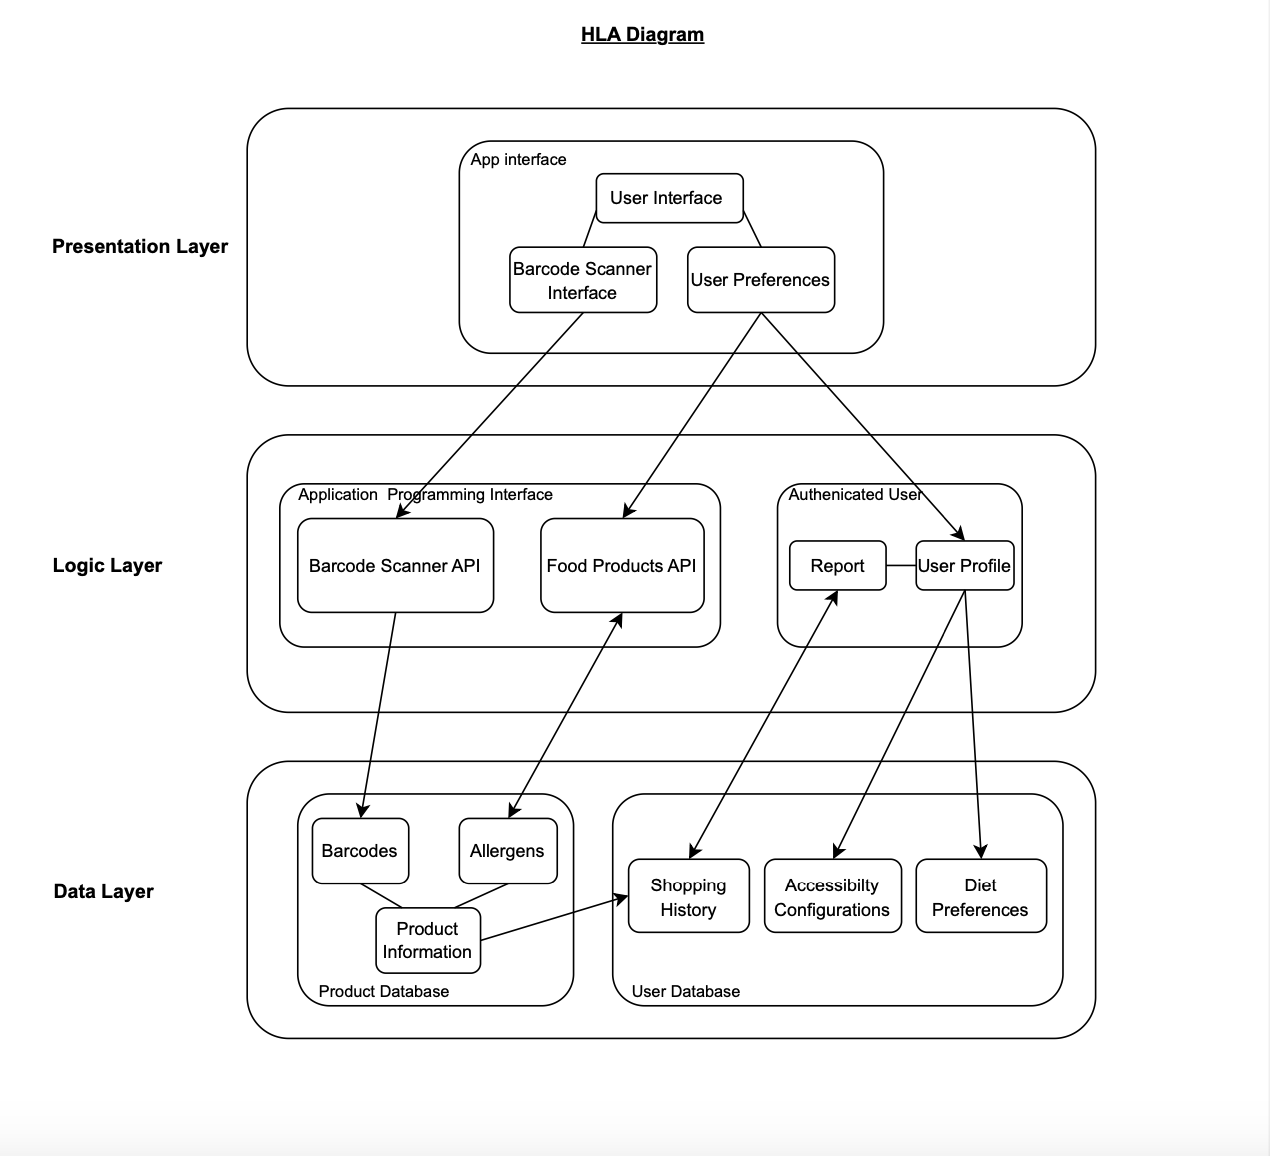 HLA Diagram
App interface
User Interface
Presentation Layer
Barcode Scanner
Interface
User Preferences
Application  Programming Interface
Authenicated User
Logic Layer
Barcode Scanner API
Food Products API
Report
User Profile
Data Layer
Barcodes
Allergens
Product
Information
Product Database
Shopping
History
Accessibilty
Configurations
Diet
Preferences
User Database